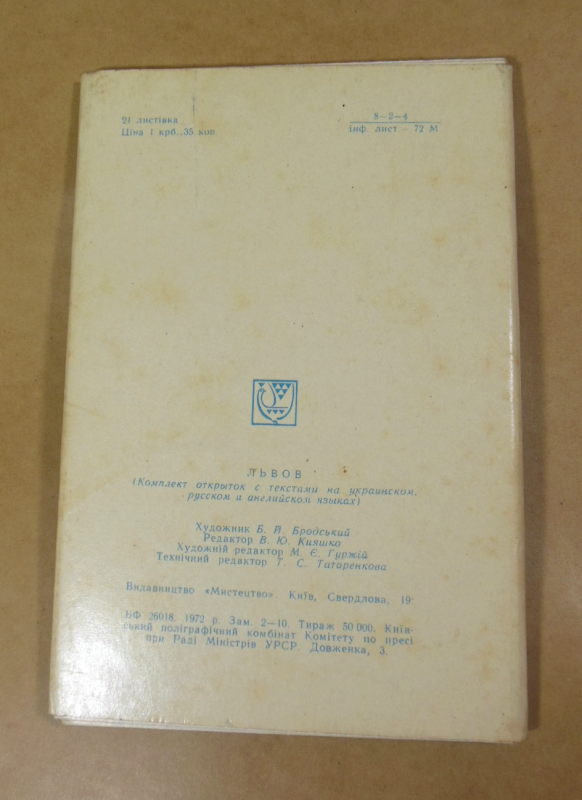 21 листівка
Ціна 1 крб. 35 коп
8—2—4
інф. лист — 72 М
ЛЬВОВ
(Комплект открыток с текстами на украинском,
русском и английском языках)
Художник Б. Й. Бродський
Редактор В. Ю. Кияшко
Художній редактор М. Є. Гуржій
Технічний редактор Т. С. Татаренкова
Видавництво «Мистецтво». Київ, Свердлова, 19
БФ 26018. 1972 р. Зам. 2—10. Тираж 50 000. Київ-
ський поліграфічний комбінат Комітету по пресі
при Раді Міністрів УРСР. Довженка, 3.